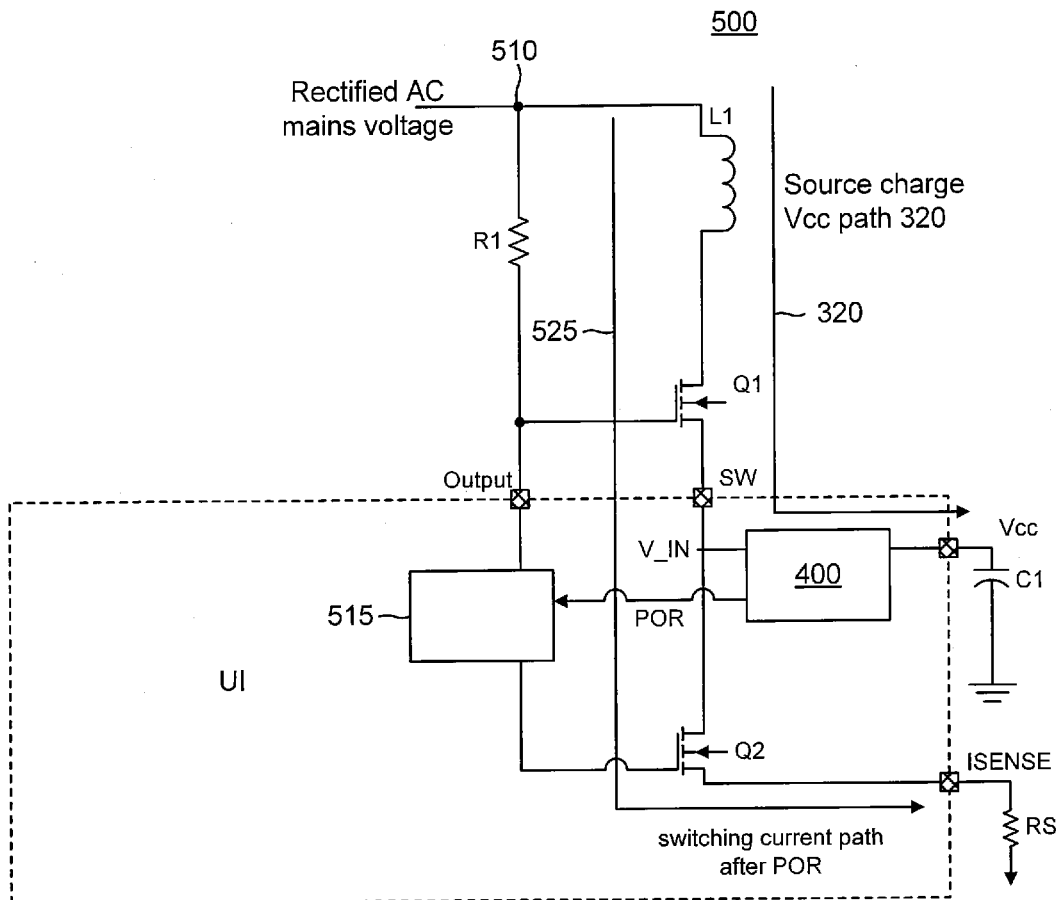 500
510
Rectified AC
mains voltage
L1
Source charge
Vcc path 320
R1
525
320
Q1
Output
SW
Vcc
V_IN
400
C1
515
POR
UI
Q2
ISENSE
RS
switching current path
after POR